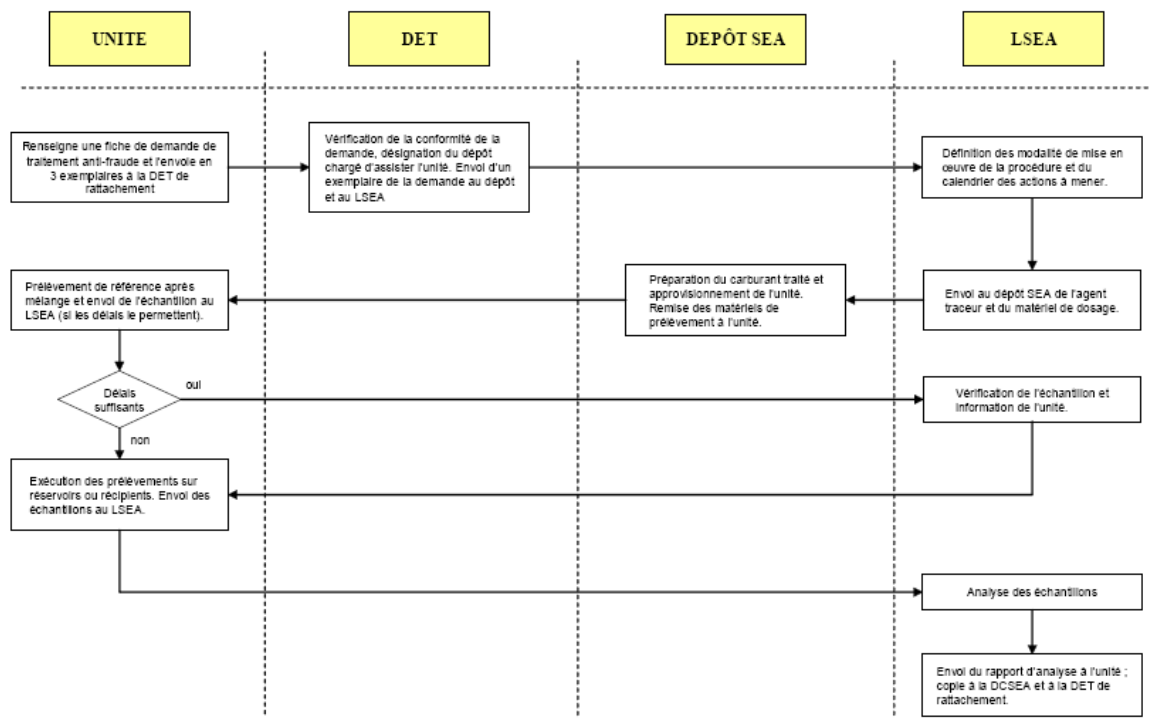 UNITE
DET
DEPÔT SEA
LSEA
Renseigne une fiche de demande de
traitement anti-fraude et l'envoie en
3 exemplaires à la DET de
rattachement
Vérification de la conformité de la
demande, désignation du dépôt
chargé d'assister l'unité. Envoi d'un
exemplaire de la demande au dépôt
et au LSEA
Définition des modalité de mise en
œuvre de la procédure et du
calendrier des actions à mener.
Prélèvement de référence après
mélange et envoi de l'échantillon au
LSEA (si les délais le permettent).
Préparation du carburant traité et
approvisionnement de l'unité.
Remise des matériels de
prélèvement à l'unité.
Envoi au dépôt SEA de l'agent
traceur et du matériel de dosage.
Délais
suffisants
oui
non
Vérification de l'échantillon et
information de l'unité.
Exécution des prélèvements sur
réservoirs ou récipients. Envoi des
échantillons au LSEA.
Analyse des échantillons
Envoi du rapport d'analyse à l'unité ;
copie à la DCSEA et à la DET de
rattachement.